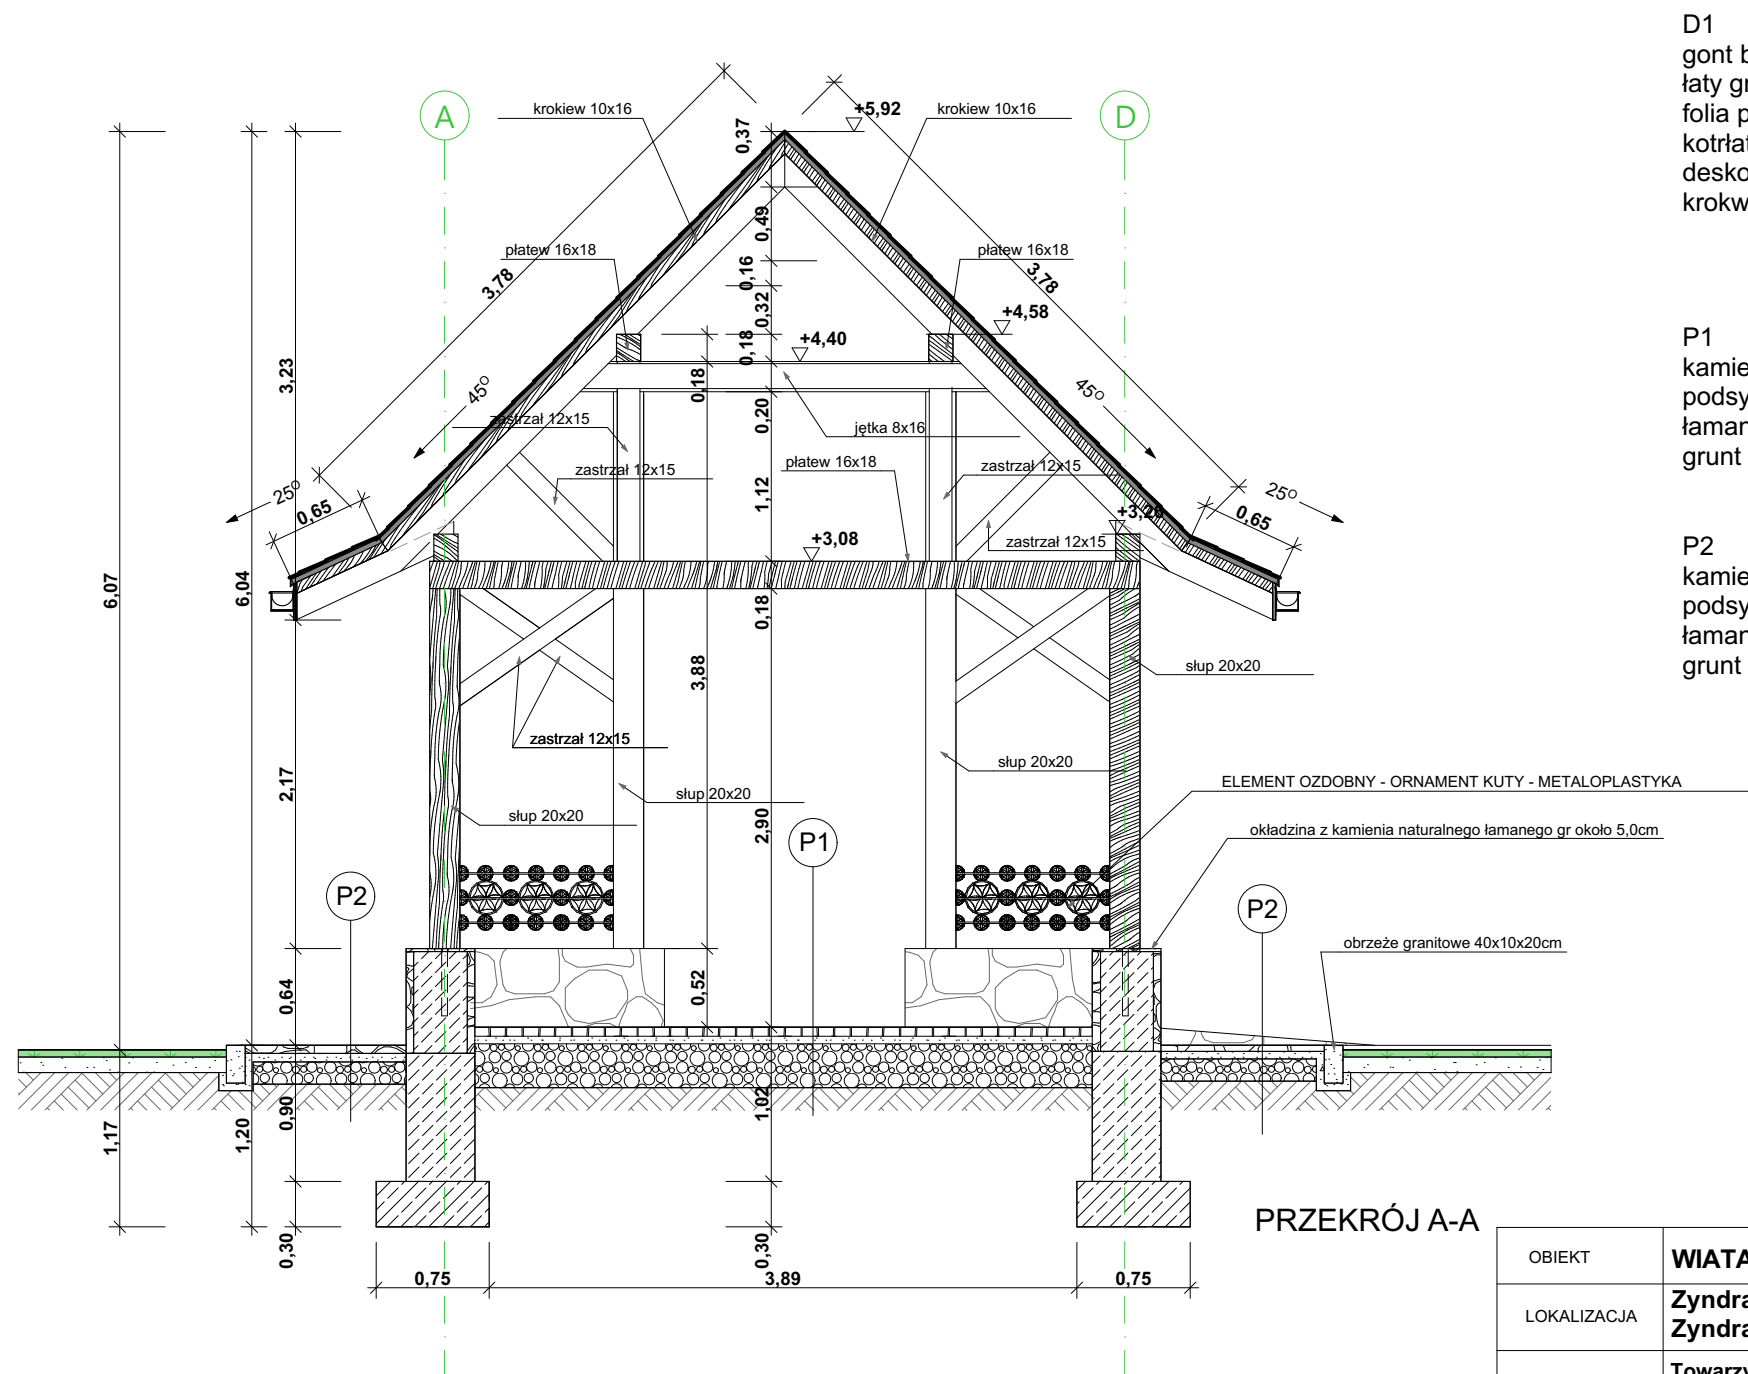 D1
gont b
łaty gr
folia p
kotrłat
desko
krokw
A
D
krokiew 10x16
krokiew 10x16
+5,92
0,37
0,49
0,16
0,32
0,18
płatew 16x18
płatew 16x18
3,78
3,78
+4,58
+4,40
P1
kamie
podsy
łamar
grunt
3,23
45°
45°
0,18
0,20
zastrzał 12x15
jętka 8x16
zastrzał 12x15
płatew 16x18
zastrzał 12x15
1,12
25°
25°
0,65
0,65
+3,20
+3,08
zastrzał 12x15
P2
kamie
podsy
łamar
grunt
6,07
6,04
0,18
3,88
słup 20x20
zastrzał 12x15
słup 20x20
2,17
słup 20x20
słup 20x20
2,90
ELEMENT OZDOBNY - ORNAMENT KUTY - METALOPLASTYKA
okładzina z kamienia naturalnego łamanego gr około 5,0cm
P1
P2
P2
obrzeże granitowe 40x10x20cm
0,64
0,52
1,17
1,20
0,90
1,02
0,30
0,30
0,75
3,89
0,75
PRZEKRÓJ A-A
OBIEKT
WIATA
LOKALIZACJA
Zyndra
Zyndra
Towarzy